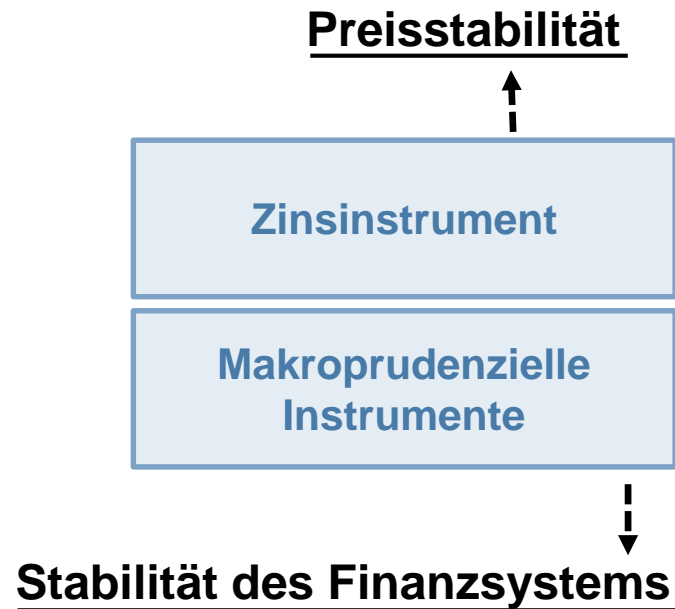 Preisstabilität
Zinsinstrument
Makroprudenzielle
Instrumente
Stabilität des Finanzsystems